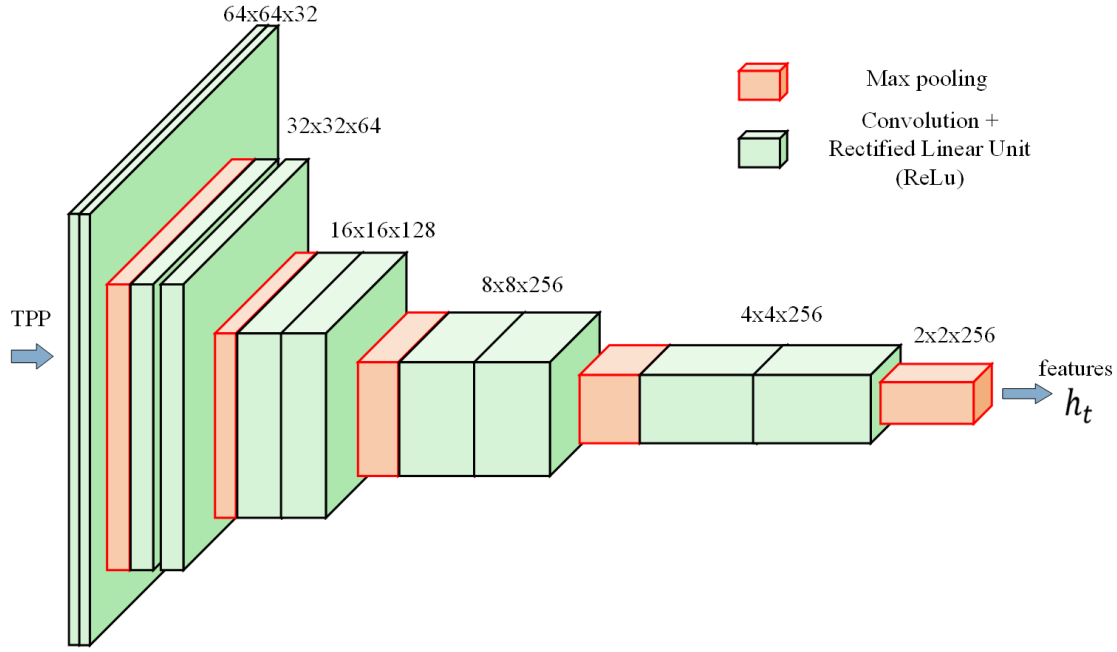 64x64x32
32x32x64
16x16x128
8x8x256
4x4x256
2x2x256
TPP
features
h_t
Max pooling
Convolution +
Rectified Linear Unit
(ReLu)